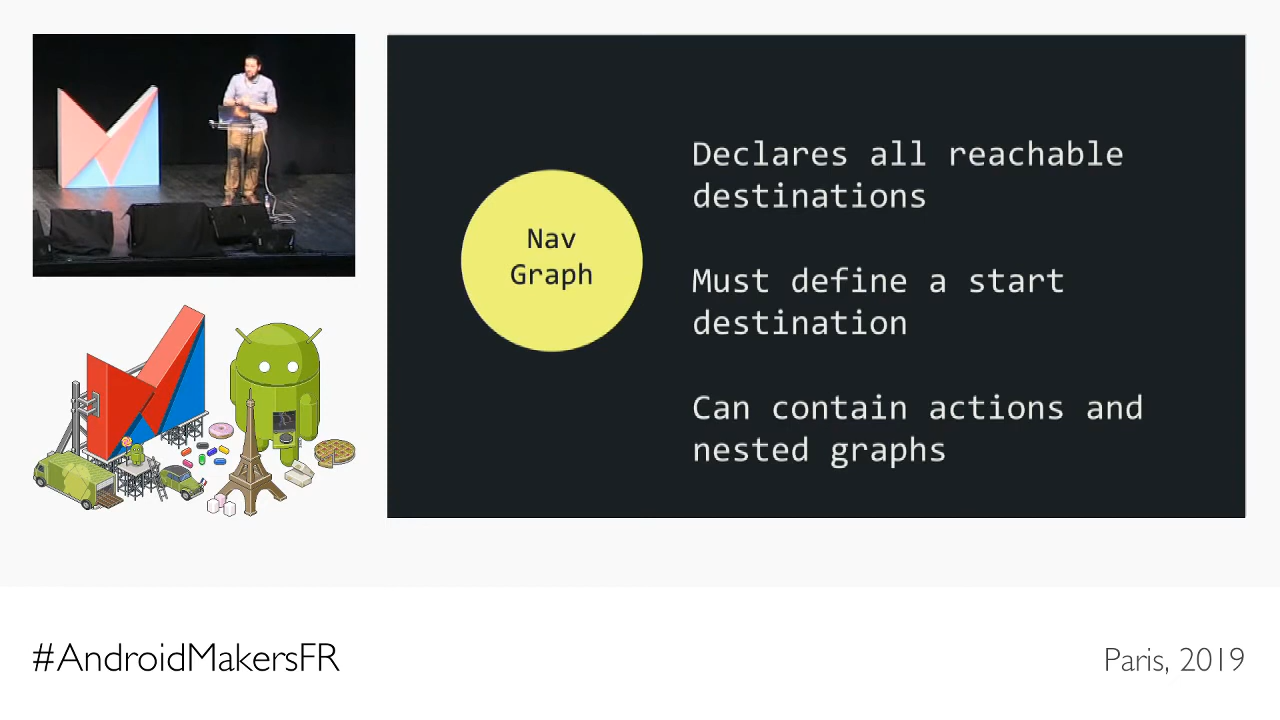 Nav
Graph
Declares all reachable
destinations
Must define a start
destination
Can contain actions and
nested graphs
#AndroidMakersFR
Paris, 2019